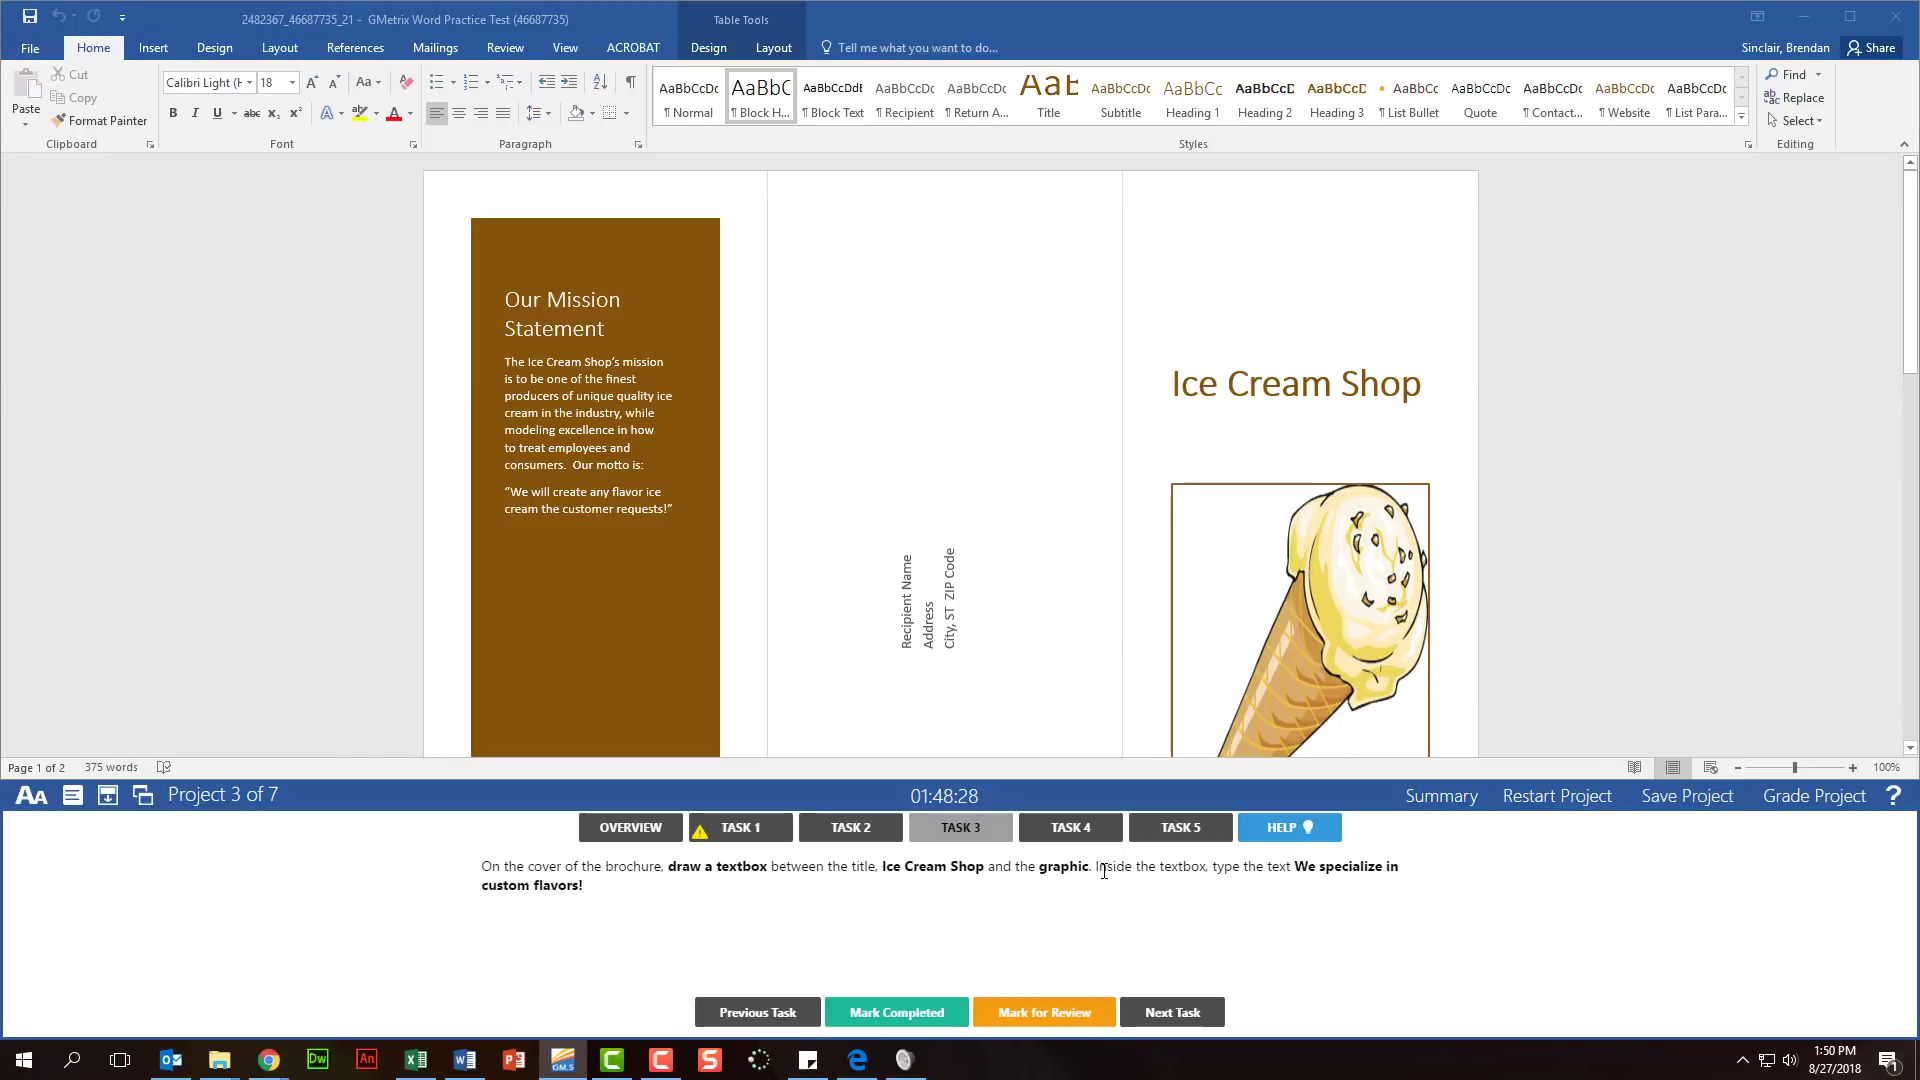 2482367_46687735_21 - GMetrix Word Practice Test (46687735)
Table Tools
File Home Insert Design Layout References Mailings Review View ACROBAT Design Layout Tell me what you want to do... Sinclair, Brendan Share
Paste
Cut
Copy
Format Painter
Clipboard
Calibri Light (H 18
Font
Paragraph
AaBbCcDc AaBbC AaBbCcDdE AaBbCcDc AaBbCcDc AaB AaBbCcDc AaBbCc AaBbCcD AaBbCcD AaBbCc AaBbCcDc AaBbCcDc AaBbCcDc AaBbCcDc
¶ Normal ¶ Block H... ¶ Block Text ¶ Recipient ¶ Return A... Title Subtitle Heading 1 Heading 2 Heading 3 ¶ List Bullet Quote ¶ Contact... ¶ Website ¶ List Para...
Styles
Find
Replace
Select
Editing
Our Mission
Statement
The Ice Cream Shop's mission
is to be one of the finest
producers of unique quality ice
cream in the industry, while
modeling excellence in how
to treat employees and
consumers. Our motto is:
“We will create any flavor ice
cream the customer requests!”
Recipient Name
Address
City, ST ZIP Code
Ice Cream Shop
Page 1 of 2 375 words 100%
Project 3 of 7 01:48:28 Summary Restart Project Save Project Grade Project ?
OVERVIEW TASK 1 TASK 2 TASK 3 TASK 4 TASK 5 HELP
On the cover of the brochure, draw a textbox between the title, Ice Cream Shop and the graphic. Inside the textbox, type the text We specialize in
custom flavors!
Previous Task Mark Completed Mark for Review Next Task
1:50 PM
8/27/2018